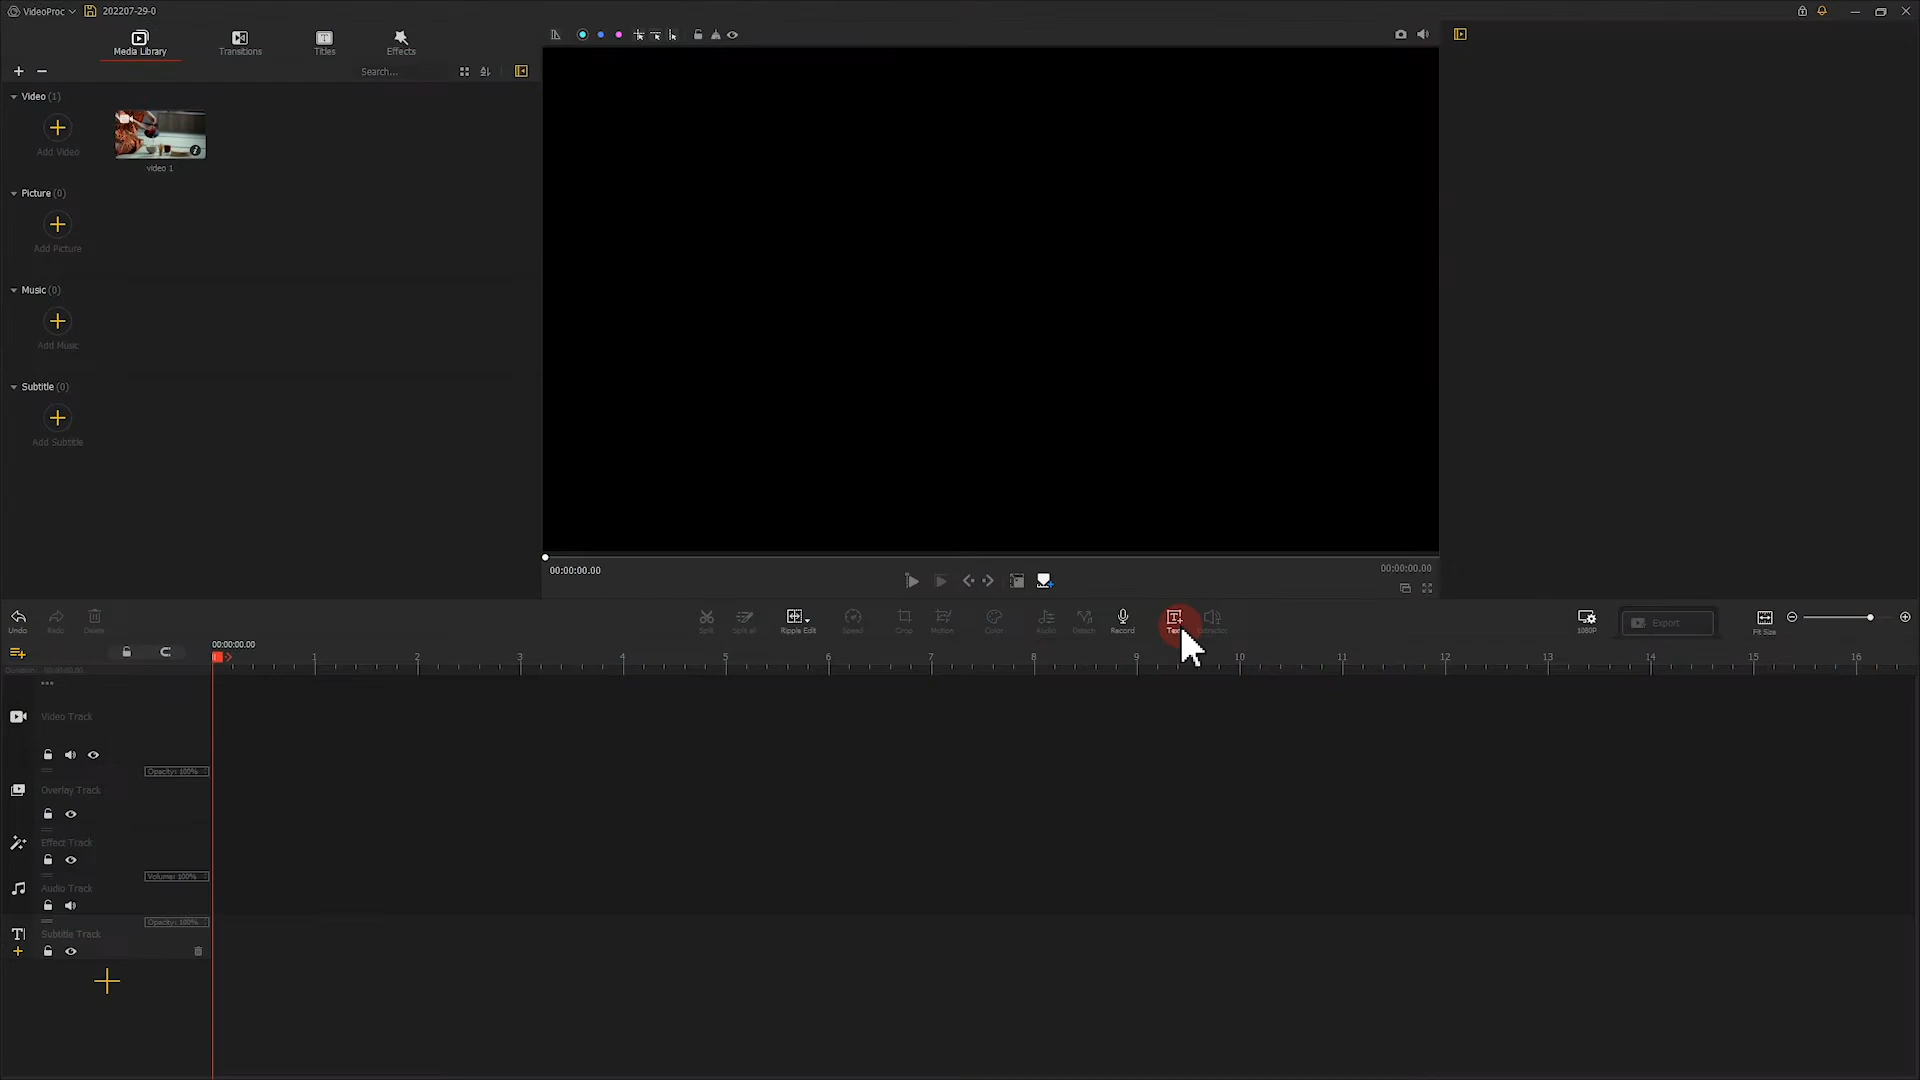 VideoProc
202207-29-0
Media Library
Transitions
Titles
Effects
Search...
Video (1)
Add Video
video 1
Picture (0)
Add Picture
Music (0)
Add Music
Subtitle (0)
Add Subtitle
00:00:00.00
00:00:00.00
Undo
Redo
Delete
Split
Split all
Ripple Edit
Speed
Crop
Motion
Color
Audio
Detach
Record
Text
1080P
Export
Fit Size
00:00:00.00
1 2 3 4 5 6 7 8 9 10 11 12 13 14 15 16
Duration: 00:00:00.00
Video Track
Opacity: 100%
Overlay Track
Effect Track
Volume: 100%
Audio Track
Opacity: 100%
Subtitle Track